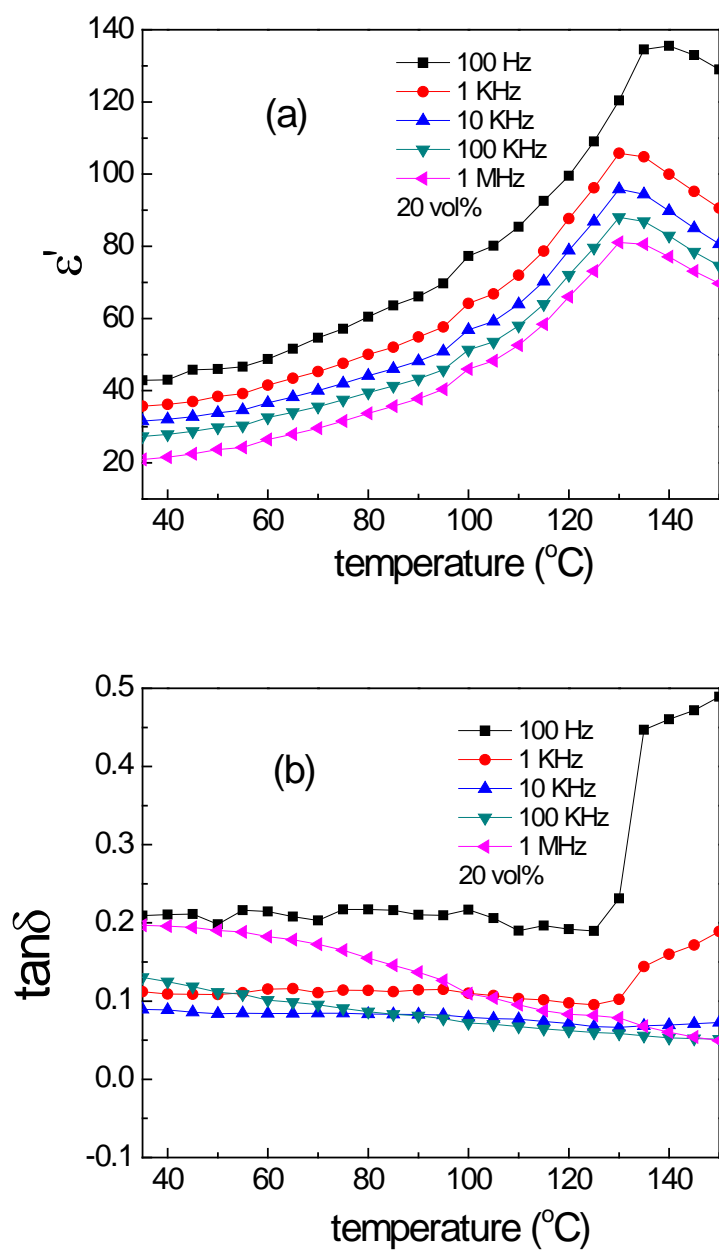 140
120
100
80
60
40
20
ε'
(a)
100 Hz
1 KHz
10 KHz
100 KHz
1 MHz
20 vol%
40 60 80 100 120 140
temperature (°C)
0.5
0.4
0.3
0.2
0.1
0.0
-0.1
tanδ
(b)
100 Hz
1 KHz
10 KHz
100 KHz
1 MHz
20 vol%
40 60 80 100 120 140
temperature (°C)